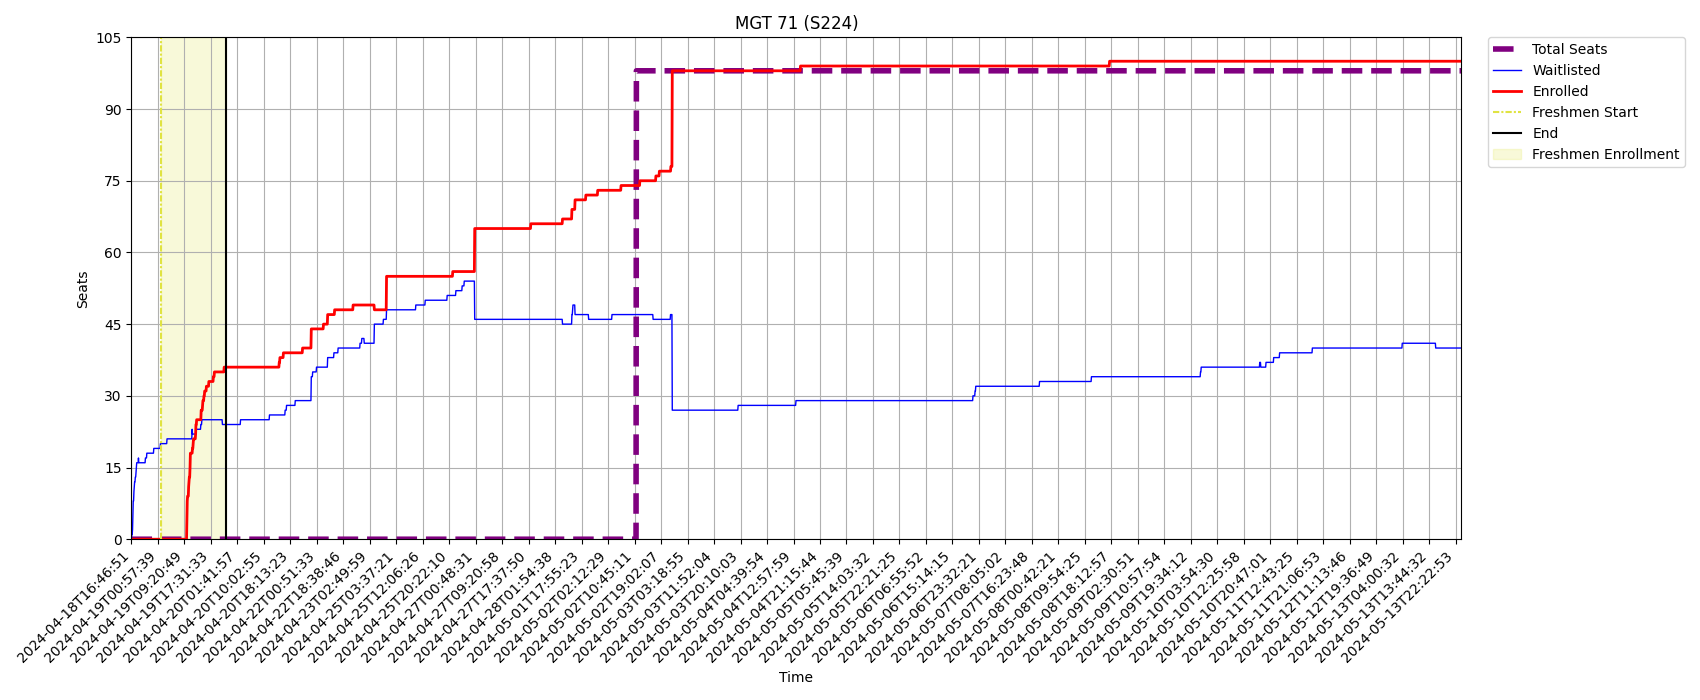 MGT 71 (S224)
105
90
75
60
45
30
15
0
Seats
Total Seats
Waitlisted
Enrolled
Freshmen Start
End
Freshmen Enrollment
2024-04-18T16:46:51
2024-04-19T00:57:39
2024-04-19T09:20:49
2024-04-19T17:31:33
2024-04-20T01:41:57
2024-04-20T10:02:55
2024-04-20T18:13:23
2024-04-22T00:51:33
2024-04-22T18:38:46
2024-04-23T02:49:59
2024-04-25T03:37:21
2024-04-25T12:06:26
2024-04-25T20:22:10
2024-04-27T00:48:31
2024-04-27T09:20:58
2024-04-27T17:37:50
2024-04-28T01:54:38
2024-05-01T17:55:23
2024-05-02T02:12:29
2024-05-02T10:45:11
2024-05-02T19:02:07
2024-05-03T03:18:55
2024-05-03T11:52:04
2024-05-03T20:10:03
2024-05-04T04:39:54
2024-05-04T12:57:59
2024-05-04T21:15:44
2024-05-05T05:45:39
2024-05-05T14:03:32
2024-05-05T22:21:25
2024-05-06T06:55:52
2024-05-06T15:14:15
2024-05-06T23:32:21
2024-05-07T08:05:02
2024-05-07T16:23:48
2024-05-08T00:42:21
2024-05-08T09:54:25
2024-05-08T18:12:57
2024-05-09T02:30:51
2024-05-09T10:57:54
2024-05-09T19:34:12
2024-05-10T03:54:30
2024-05-10T12:25:58
2024-05-10T20:47:01
2024-05-11T12:43:25
2024-05-11T21:06:53
2024-05-12T11:13:46
2024-05-12T19:36:49
2024-05-13T04:00:32
2024-05-13T13:44:32
2024-05-13T22:22:53
Time